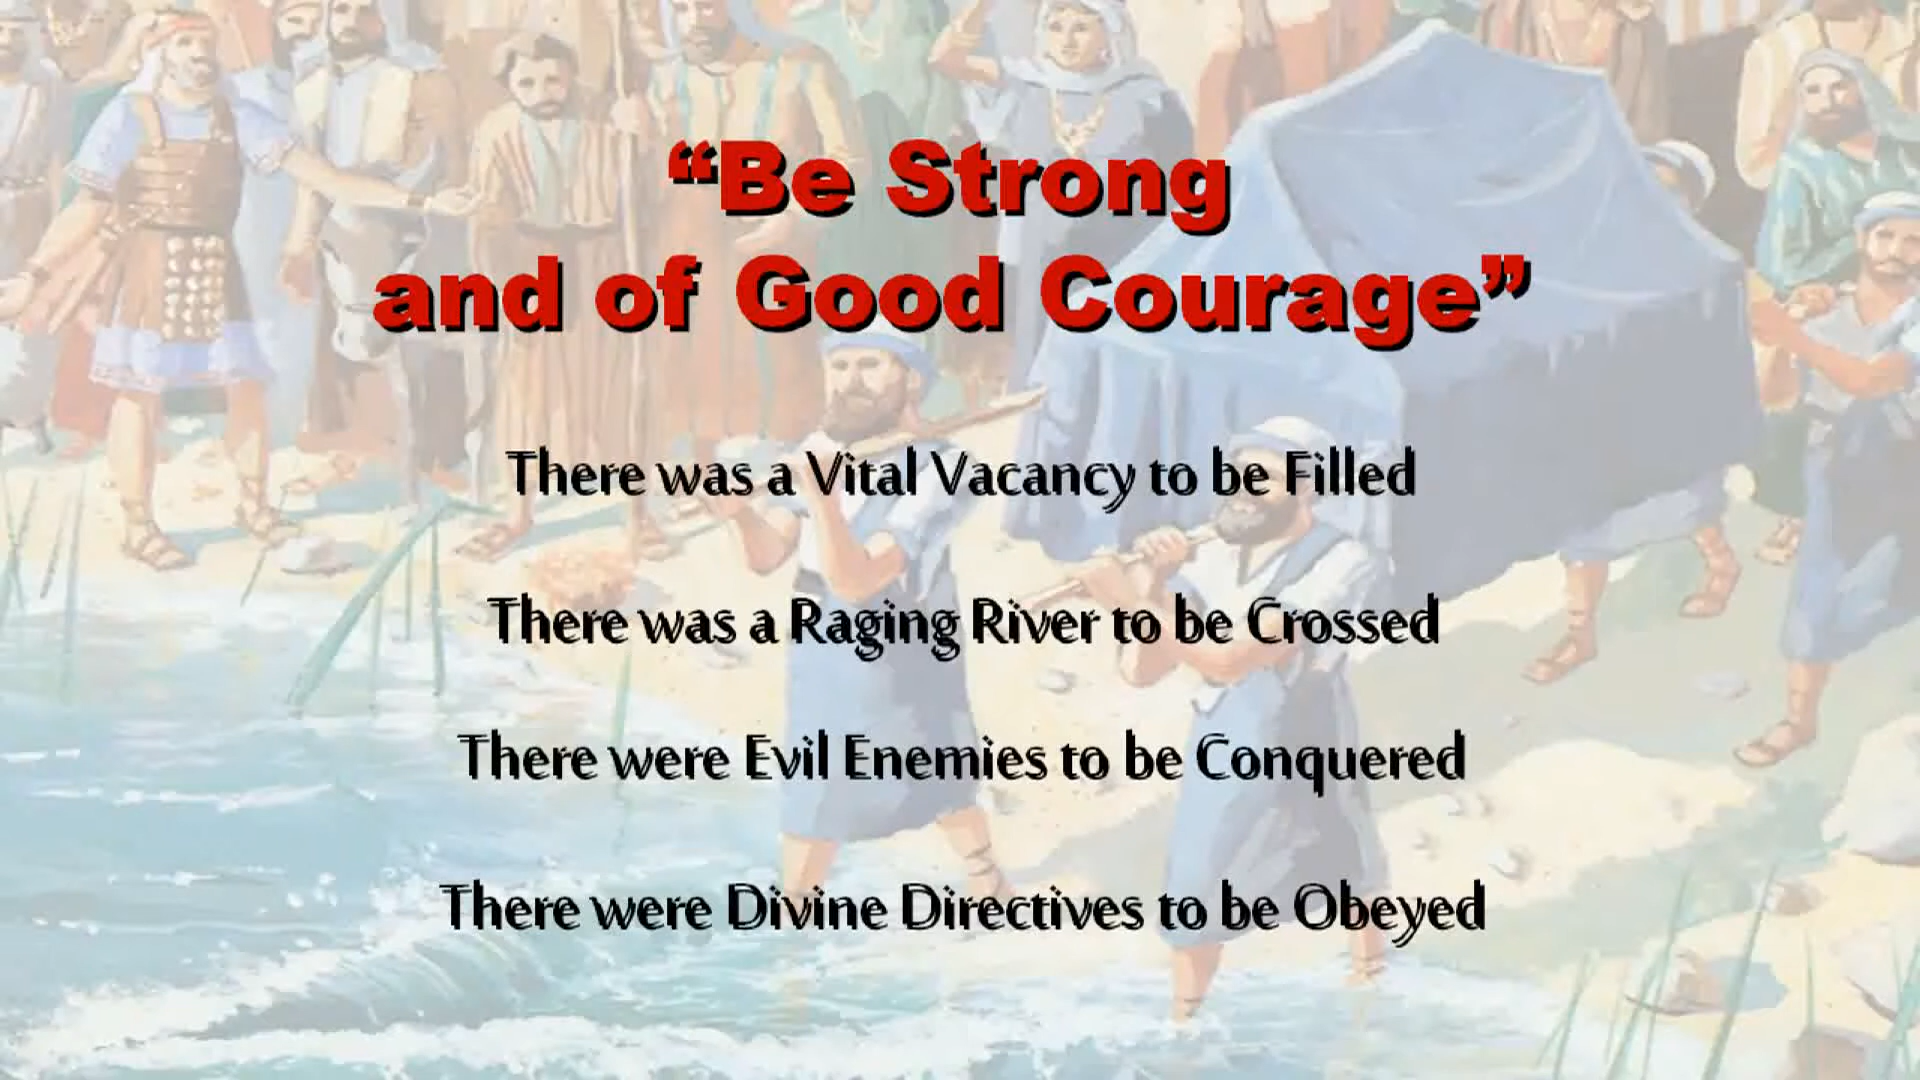 “Be Strong
and of Good Courage”
There was a Vital Vacancy to be Filled
There was a Raging River to be Crossed
There were Evil Enemies to be Conquered
There were Divine Directives to be Obeyed